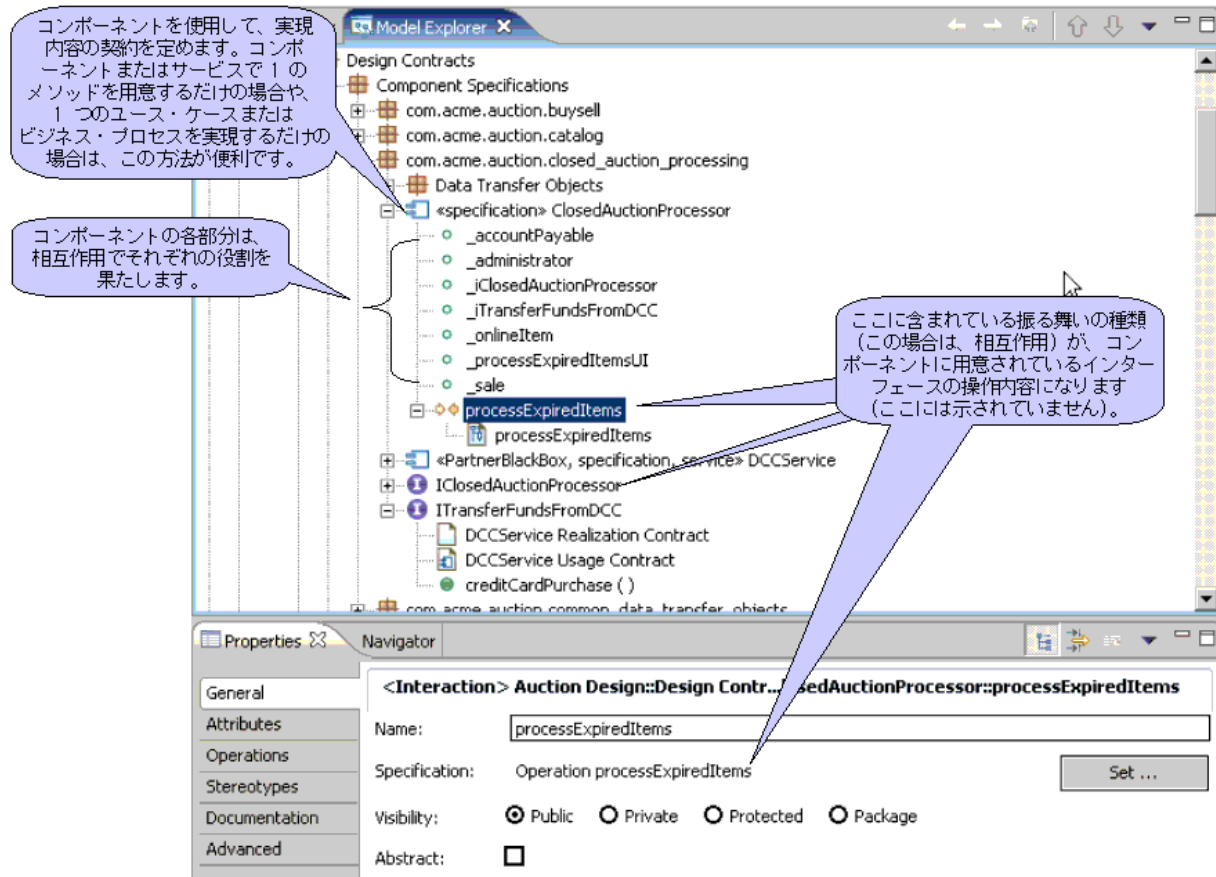 コンポーネントを使用して、実現
内容の契約を定めます。コンポ
ーネントまたはサービスで 1 の
メソッドを用意するだけの場合や、
1 つのユース・ケースまたは
ビジネス・プロセスを実現するだけの
場合は、この方法が便利です。
コンポーネントの各部分は、
相互作用でそれぞれの役割を
果たします。
Model Explorer
Design Contracts
Component Specifications
com.acme.auction.buysell
com.acme.auction.catalog
com.acme.auction.closed_auction_processing
Data Transfer Objects
«specification» ClosedAuctionProcessor
_accountPayable
_administrator
_iClosedAuctionProcessor
_iTransferFundsFromDCC
_onlineItem
_processExpiredItemsUI
_sale
processExpiredItems
processExpiredItems
«PartnerBlackBox, specification, service» DCCService
IClosedAuctionProcessor
ITransferFundsFromDCC
DCCService Realization Contract
DCCService Usage Contract
creditCardPurchase ( )
com.acme.auction.common_data_transfer_objects
ここに含まれている振る舞いの種類
(この場合は、相互作用) が、コン
ポーネントに用意されているインター
フェースの操作内容になります
(ここには示されていません)。
Properties
Navigator
General
Attributes
Operations
Stereotypes
Documentation
Advanced
<Interaction> Auction Design::Design Contr...sedAuctionProcessor::processExpiredItems
Name: processExpiredItems
Specification: Operation processExpiredItems Set ...
Visibility: Public Private Protected Package
Abstract: